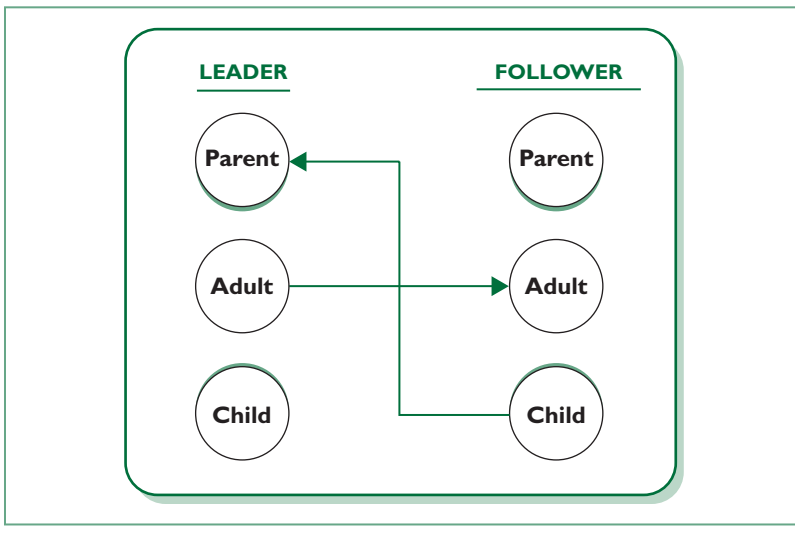 LEADER
FOLLOWER
Parent
Parent
Adult
Adult
Child
Child